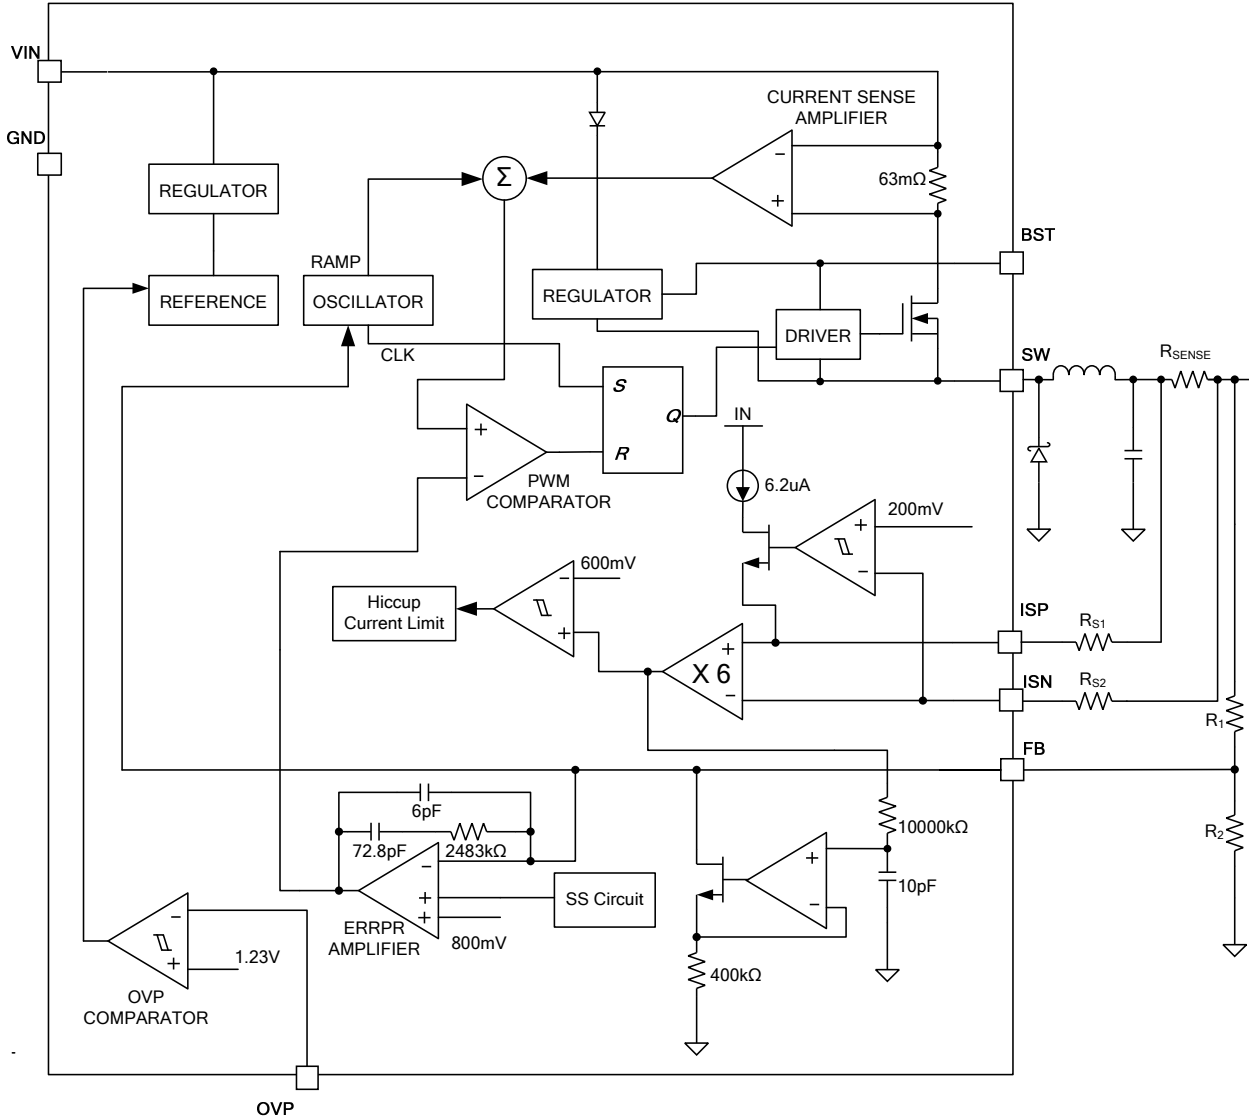 VIN
GND
CURRENT SENSE
AMPLIFIER
Σ
−
+
63mΩ
REGULATOR
BST
RAMP
REFERENCE
OSCILLATOR
REGULATOR
DRIVER
CLK
SW
RSENSE
S
Q
R
IN
+
−
PWM
COMPARATOR
6.2uA
200mV
+
−
600mV
−
+
Hiccup
Current Limit
ISP
RS1
X 6
+
−
ISN
RS2
R1
FB
6pF
72.8pF
2483kΩ
10000kΩ
R2
−
+
+
SS Circuit
800mV
ERRPR
AMPLIFIER
+
−
10pF
400kΩ
−
+
1.23V
OVP
COMPARATOR
-
OVP